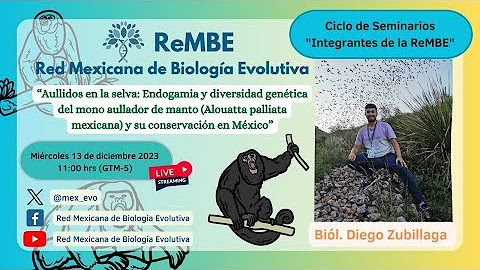 ReMBE
Red Mexicana de Biología Evolutiva
Ciclo de Seminarios
"Integrantes de la ReMBE"
“Aullidos en la selva: Endogamia y diversidad genética
del mono aullador de manto (Alouatta palliata
mexicana) y su conservación en México”
Miércoles 13 de diciembre 2023
11:00 hrs (GTM-5)
LIVE
STREAMING
@mex_evo
Red Mexicana de Biología Evolutiva
Red Mexicana de Biología Evolutiva
Biól. Diego Zubillaga